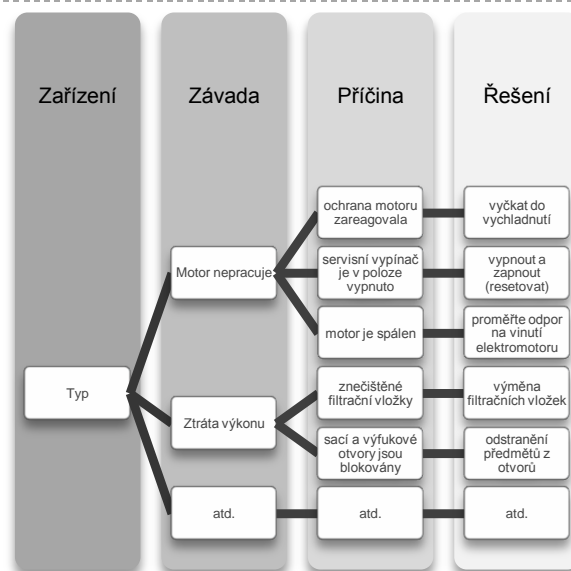 Zařízení
Závada
Příčina
Řešení
ochrana motoru
zareagovala
vyčkat do
vychladnutí
Motor nepracuje
servisní vypínač
je v poloze
vypnuto
vypnout a
zapnout
(resetovat)
motor je spálen
proměřte odpor
na vinutí
elektromotoru
Typ
Ztráta výkonu
znečištěné
filtrační vložky
výměna
filtračních vložek
sací a výfukové
otvory jsou
blokovány
odstranění
předmětů z
otvorů
atd.
atd.
atd.